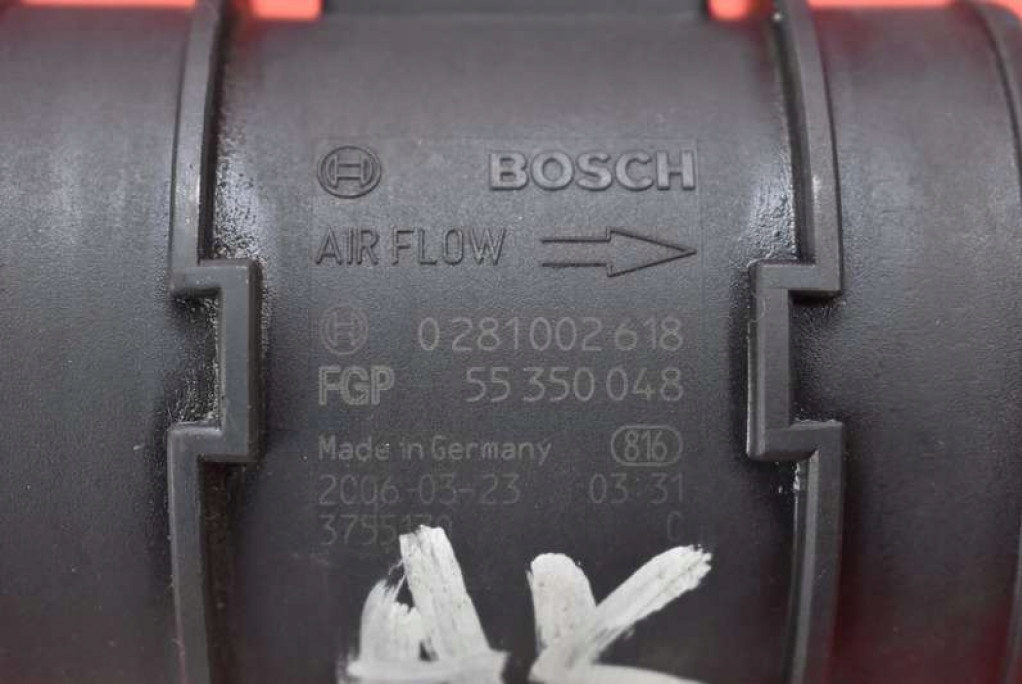 BOSCH
AIR FLOW
0 281 002 618
FGP 55 350 048
Made in Germany 816
2006-03-23 03:31
C